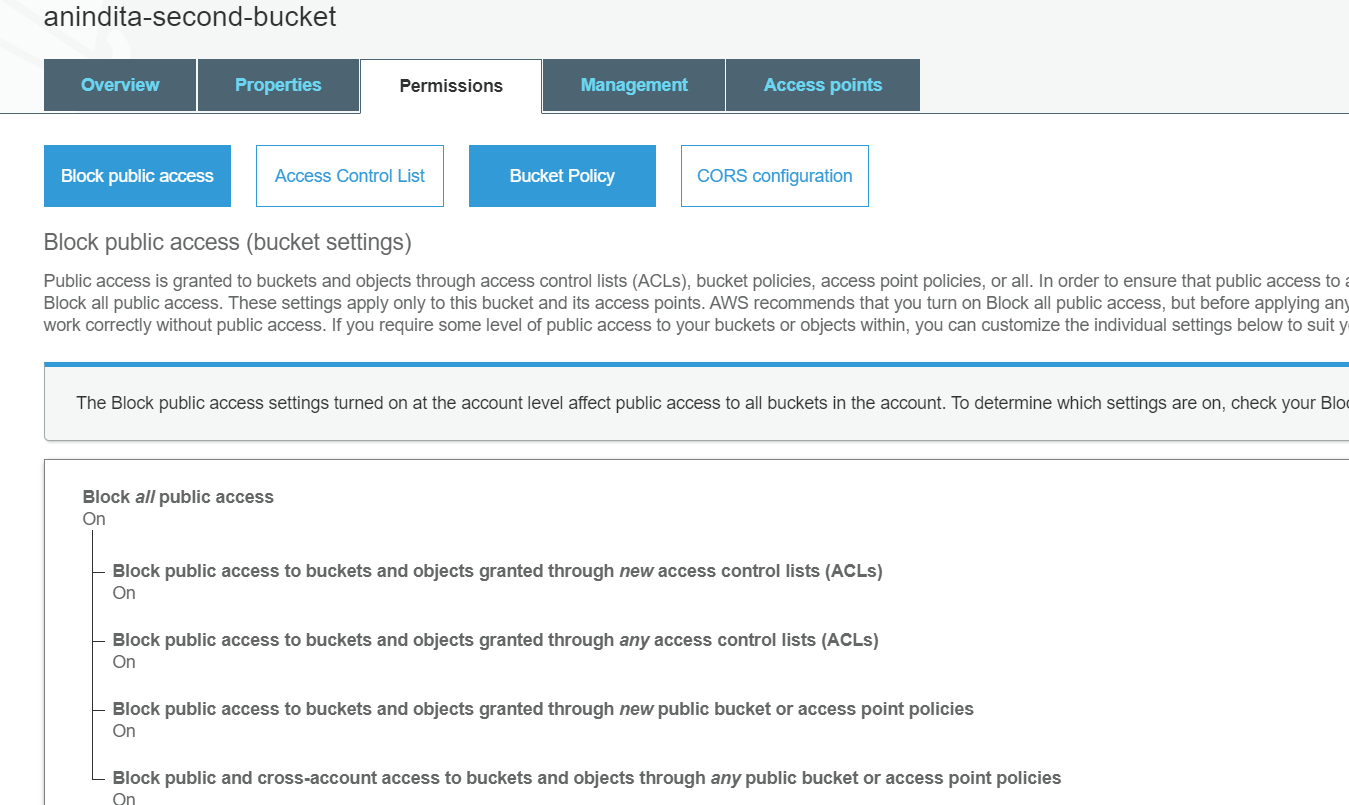 anindita-second-bucket
Overview
Properties
Permissions
Management
Access points
Block public access
Access Control List
Bucket Policy
CORS configuration
Block public access (bucket settings)
Public access is granted to buckets and objects through access control lists (ACLs), bucket policies, access point policies, or all. In order to ensure that public access to
Block all public access. These settings apply only to this bucket and its access points. AWS recommends that you turn on Block all public access, but before applying any
work correctly without public access. If you require some level of public access to your buckets or objects within, you can customize the individual settings below to suit
The Block public access settings turned on at the account level affect public access to all buckets in the account. To determine which settings are on, check your
Block all public access
On
Block public access to buckets and objects granted through new access control lists (ACLs)
On
Block public access to buckets and objects granted through any access control lists (ACLs)
On
Block public access to buckets and objects granted through new public bucket or access point policies
On
Block public and cross-account access to buckets and objects through any public bucket or access point policies
On